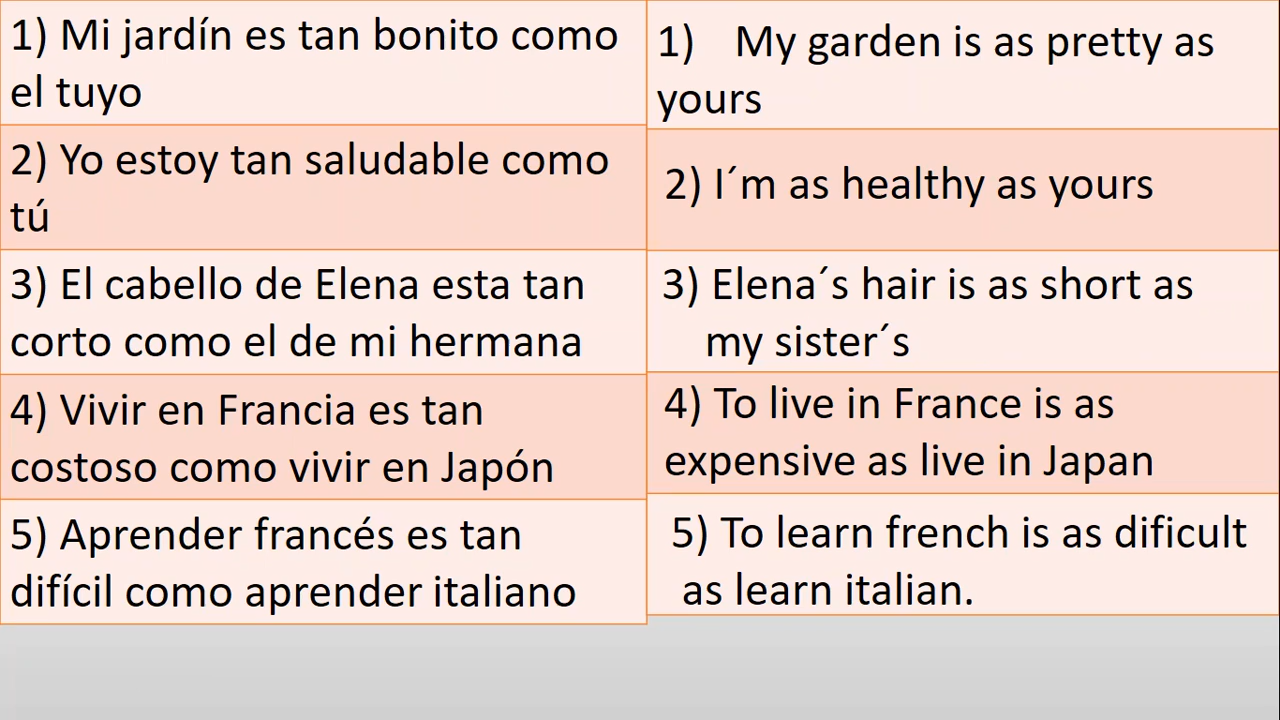 1) Mi jardín es tan bonito como
el tuyo
1) My garden is as pretty as
yours
2) Yo estoy tan saludable como
tú
2) I´m as healthy as yours
3) El cabello de Elena esta tan
corto como el de mi hermana
3) Elena´s hair is as short as
my sister´s
4) Vivir en Francia es tan
costoso como vivir en Japón
4) To live in France is as
expensive as live in Japan
5) Aprender francés es tan
difícil como aprender italiano
5) To learn french is as dificult
as learn italian.